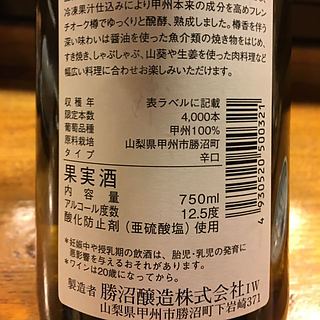 冷凍果汁仕込みにより甲州本来の成分を高めフレン
チオーク樽でゆっくりと醗酵、熟成しました。樽香を伴う
深い味わいは醤油を使った魚介類の焼き物をはじめ、
すき焼き、しゃぶしゃぶ、山葵や生姜を使った肉料理など
幅広い料理に合わせてお楽しみいただけます。
収穫年 表ラベルに記載
限定本数 4,000本
葡萄品種 甲州100%
原料栽培 山梨県甲州市勝沼町
タイプ 辛口
果実酒
内容量 750ml
アルコール度数 12.5度
酸化防止剤（亜硫酸塩）使用
*妊娠中や授乳期の飲酒は、胎児・乳児の発育に
悪影響を与えるおそれがあります。
*ワインは20歳になってから。
製造者 勝沼醸造株式会社IW
山梨県甲州市勝沼町下岩崎371
4 930520 500321